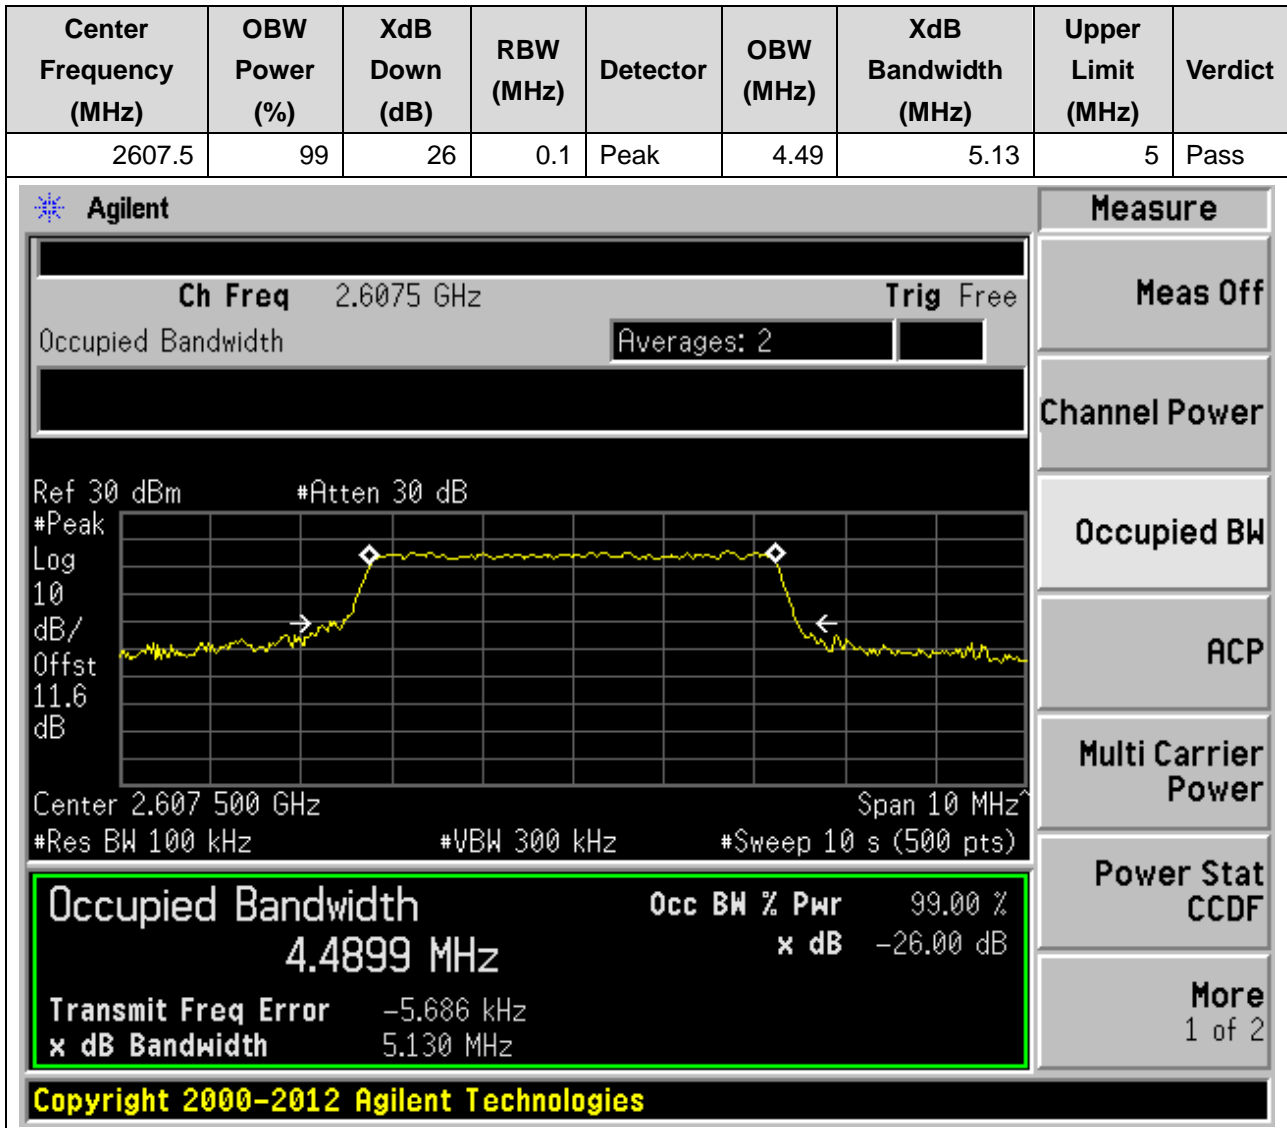 Center Frequency (MHz) OBW Power (%) XdB Down (dB) RBW (MHz) Detector OBW (MHz) XdB Bandwidth (MHz) Upper Limit (MHz) Verdict
2607.5 99 26 0.1 Peak 4.49 5.13 5 Pass
Agilent
Measure
Ch Freq 2.6075 GHz Trig Free
Meas Off
Occupied Bandwidth Averages: 2
Channel Power
Ref 30 dBm #Atten 30 dB
#Peak
Log
10
dB/
Offst
11.6
dB
Occupied BW
ACP
Multi Carrier
Power
Center 2.607 500 GHz Span 10 MHz^
#Res BW 100 kHz #VBW 300 kHz #Sweep 10 s (500 pts)
Power Stat
CCDF
Occupied Bandwidth Occ BW % Pwr 99.00 %
4.4899 MHz x dB -26.00 dB
Transmit Freq Error -5.686 kHz
x dB Bandwidth 5.130 MHz
More
1 of 2
Copyright 2000-2012 Agilent Technologies